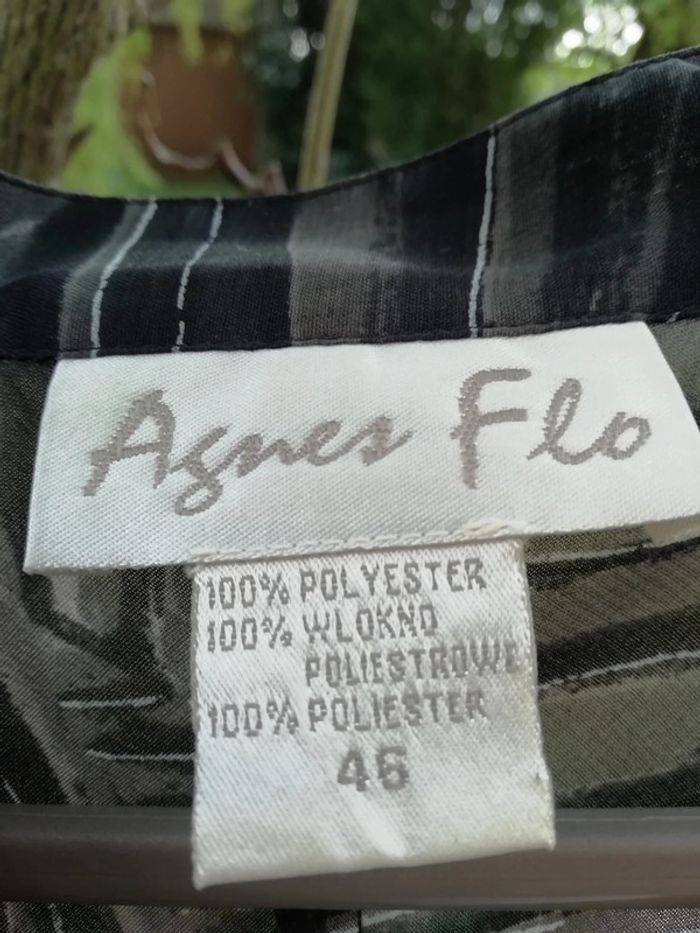 Agnes Flo
100% POLYESTER
100% WLOKNO
POLIESTROWE
100% POLIESTER
46